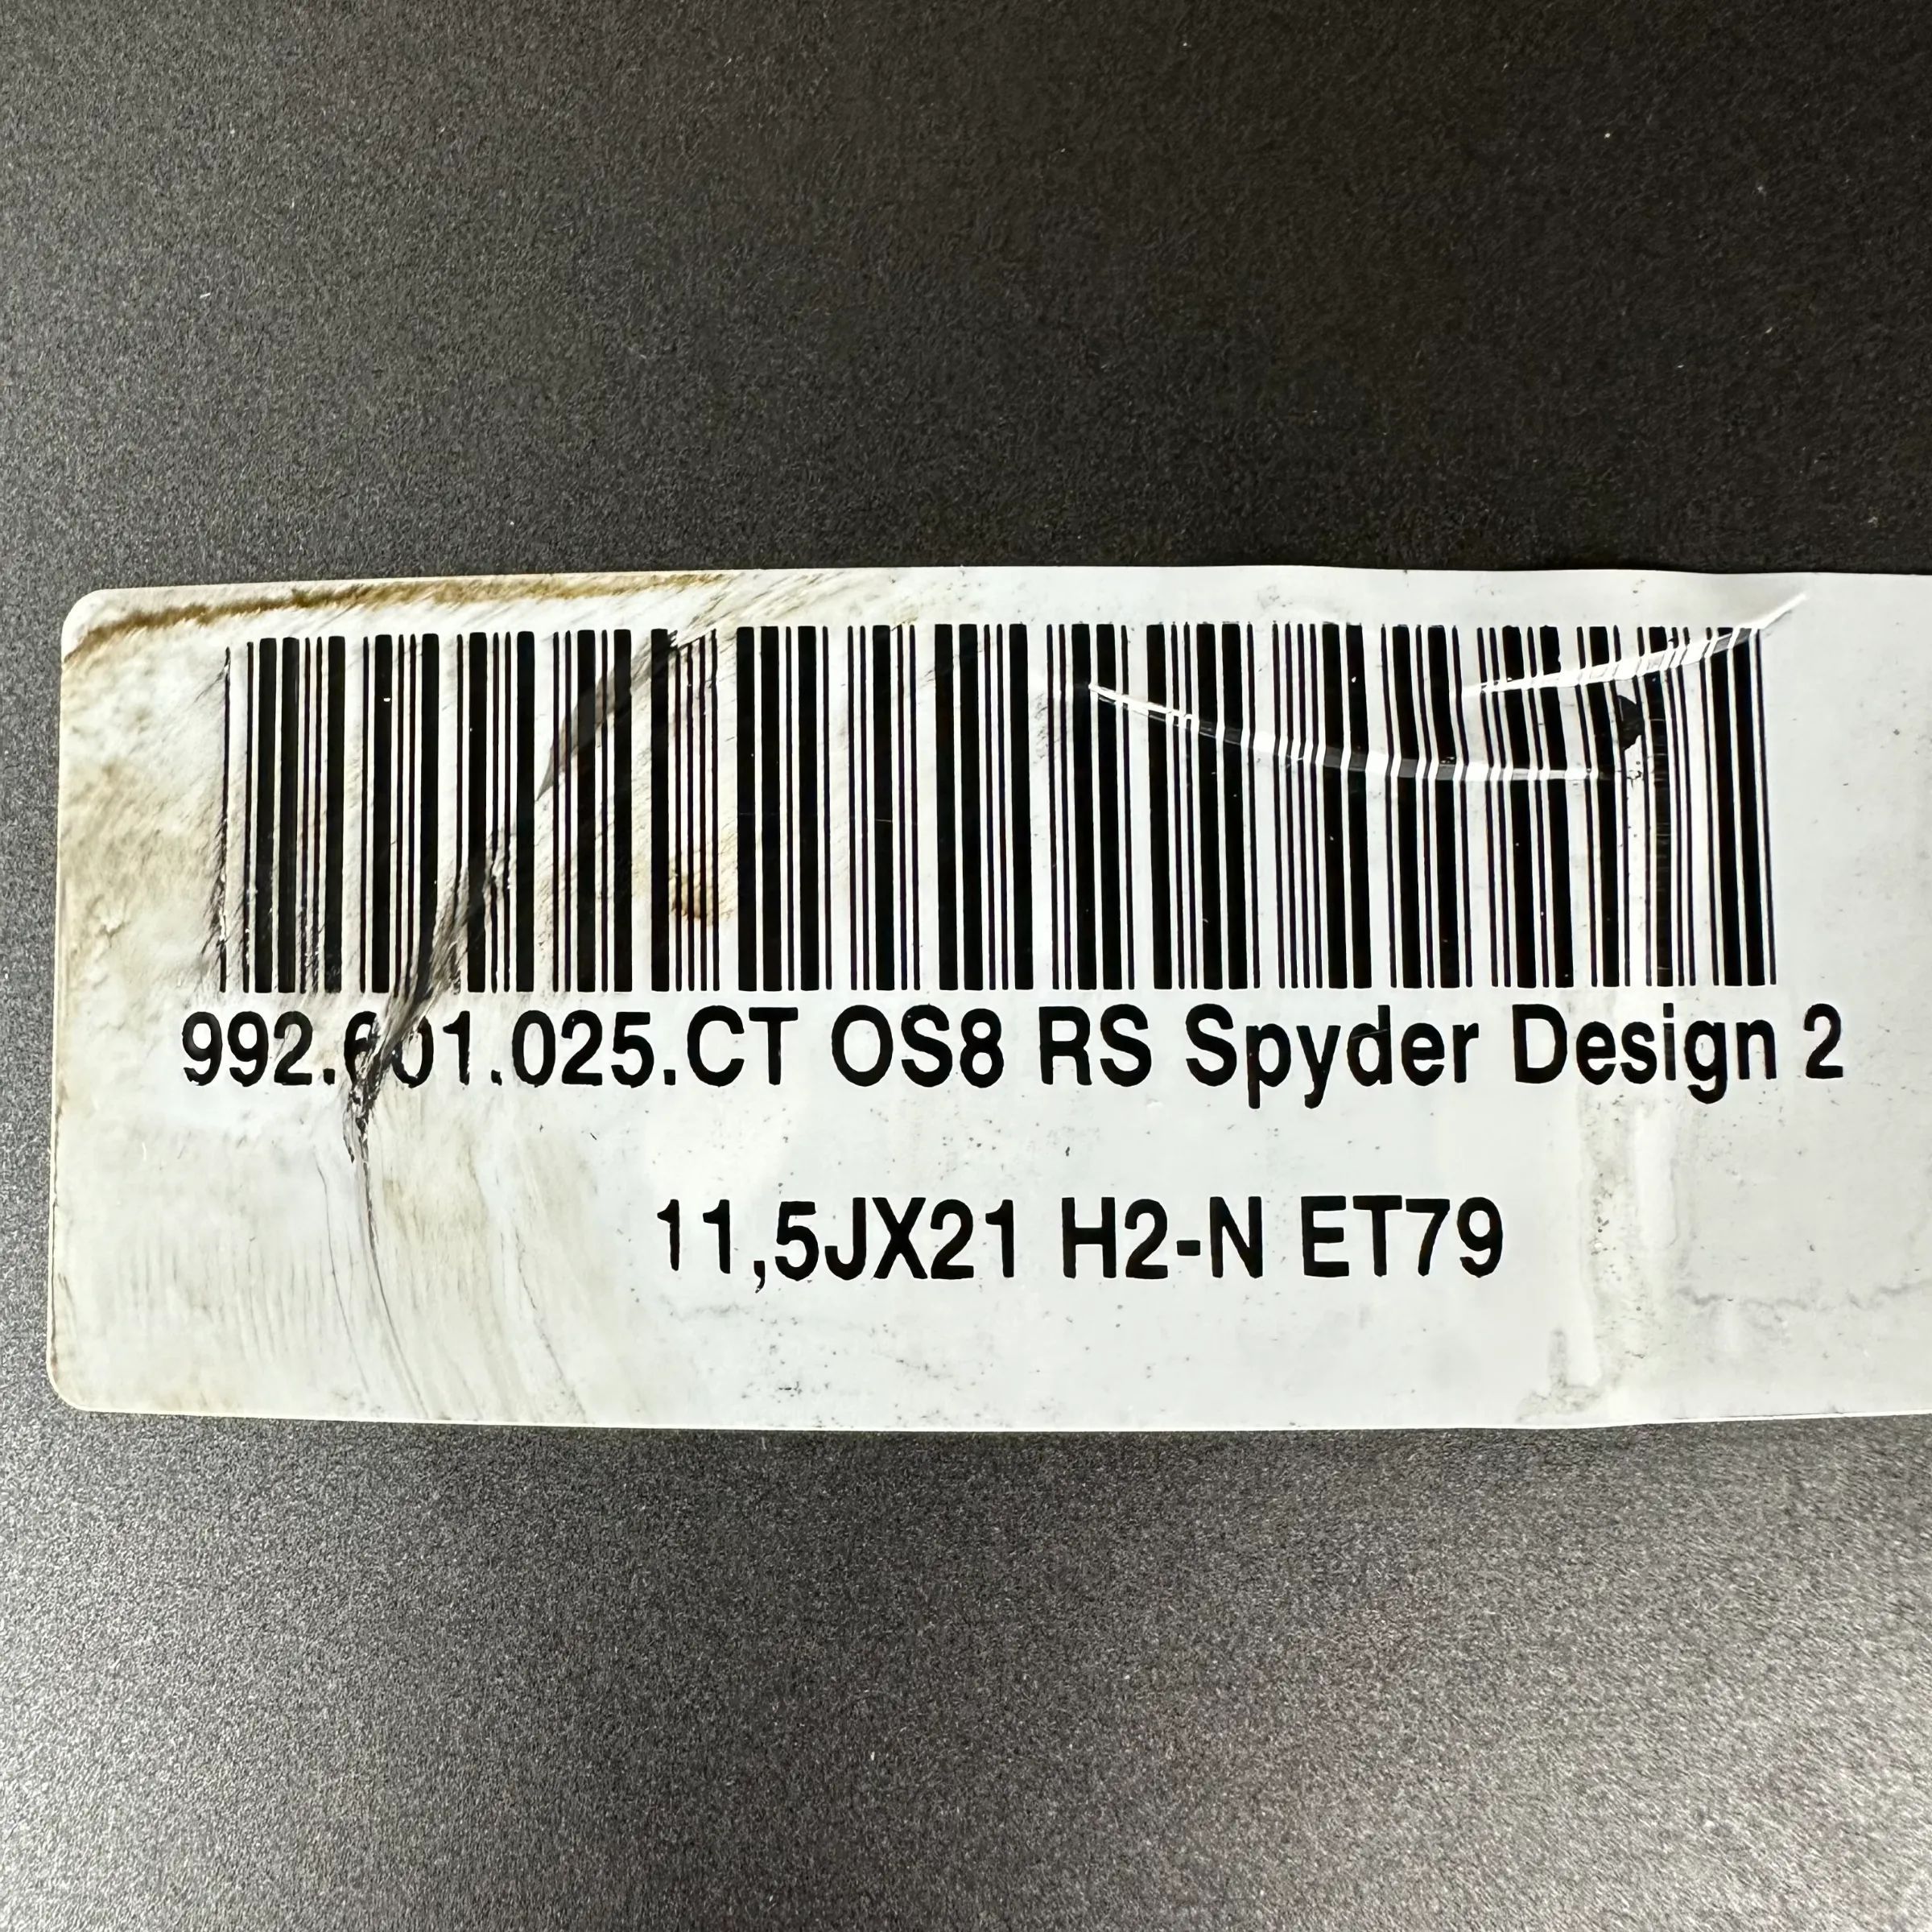 992.601.025.CT OS8 RS Spyder Design 2
11,5JX21 H2-N ET79